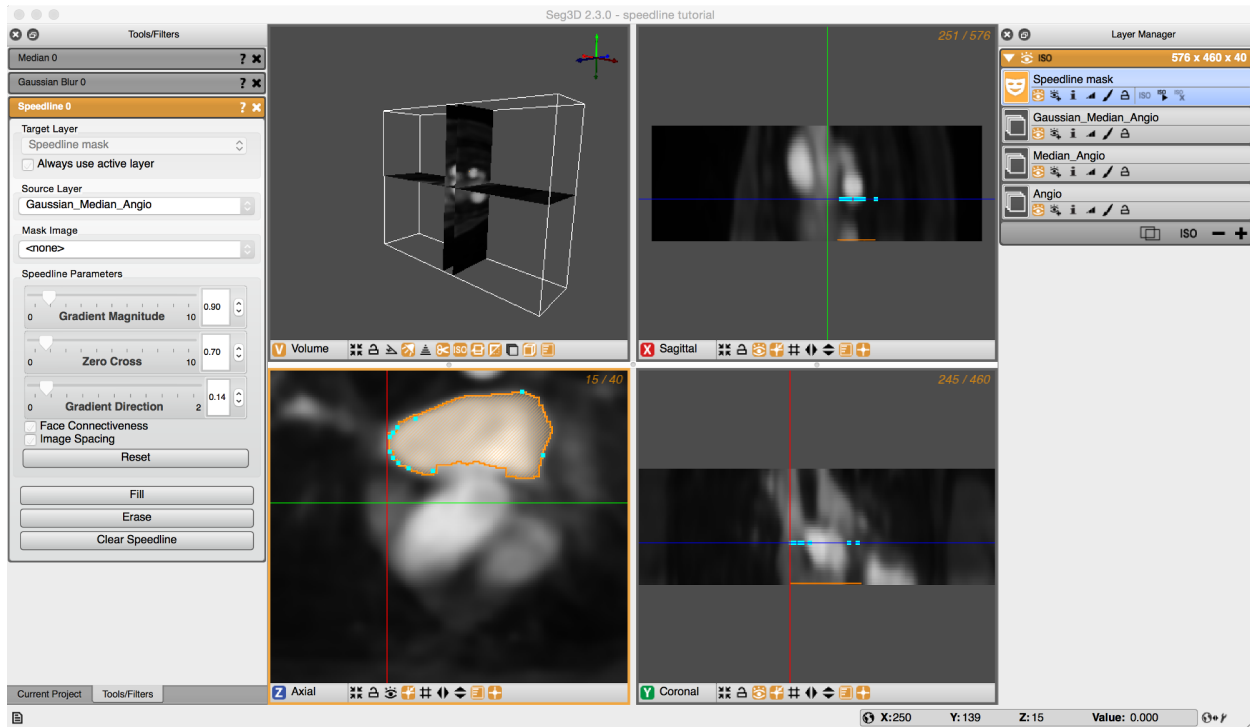 Seg3D 2.3.0 - speedline tutorial
Tools/Filters
Median 0 ?
Gaussian Blur 0 ?
Speedline 0 ?
Target Layer
Speedline mask
Always use active layer
Source Layer
Gaussian_Median_Angio
Mask Image
<none>
Speedline Parameters
0 Gradient Magnitude 10 0.90
0 Zero Cross 10 0.70
0 Gradient Direction 2 0.14
Face Connectiveness
Image Spacing
Reset
Fill
Erase
Clear Speedline
Current Project Tools/Filters
V Volume ISO
251 / 576
X Sagittal
15 / 40
Z Axial
245 / 460
Y Coronal
Layer Manager
ISO 576 x 460 x 40
Speedline mask
ISO ISO ISO
Gaussian_Median_Angio
Median_Angio
Angio
ISO
X:250 Y:139 Z:15 Value: 0.000